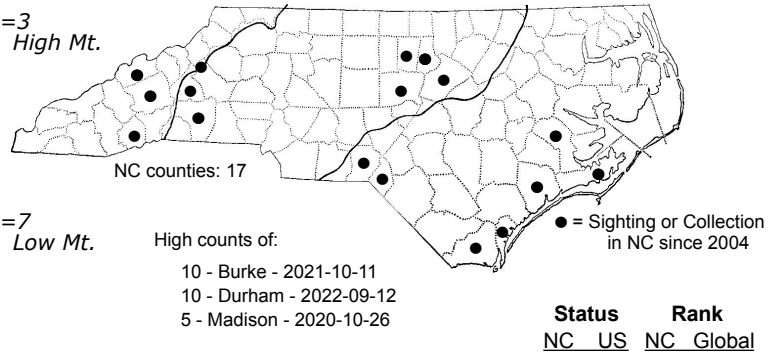 =3
High Mt.
NC counties: 17
=7
Low Mt.
High counts of:
10 - Burke - 2021-10-11
10 - Durham - 2022-09-12
5 - Madison - 2020-10-26
● = Sighting or Collection
in NC since 2004
Status Rank
NC US NC Global